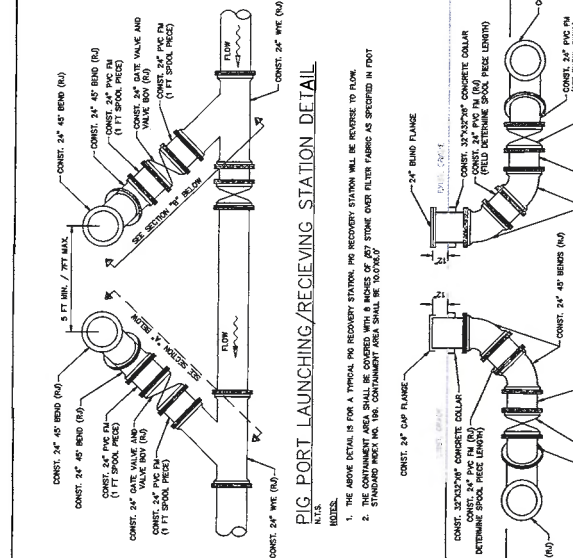 CONST. 24" 45° BEND (RJ)
CONST. 24" 45° BEND (RJ)
CONST. 24" PVC FM
(1 FT SPOOL PIECE)
CONST. 24" GATE VALVE AND
VALVE BOV (RJ)
CONST. 24" PVC FM
(1 FT SPOOL PIECE)
FLOW
CONST. 24" WYE (RJ)
5 FT MIN. / 7FT MAX.
SEE SECTION "B" BELOW
CONST. 24" 45° BEND (RJ)
CONST. 24" 45° BEND (RJ)
CONST. 24" PVC FM
(1 FT SPOOL PIECE)
CONST. 24" GATE VALVE AND
VALVE BOV (RJ)
CONST. 24" PVC FM
(1 FT SPOOL PIECE)
SEE SECTION "A" BELOW
FLOW
CONST. 24" WYE (RJ)
PIG PORT LAUNCHING/RECIEVING STATION DETAIL
N.T.S.
NOTES:
1. THE ABOVE DETAIL IS FOR A TYPICAL PIG RECOVERY STATION. PIG RECOVERY STATION WILL BE REVERSE TO FLOW.
2. THE CONTAINMENT AREA SHALL BE COVERED WITH 8 INCHES OF #57 STONE OVER FILTER FABRIC AS SPECIFIED IN FDOT
STANDARD INDEX NO. 199. CONTAINMENT AREA SHALL BE 10.0'X6.0'
24" BLIND FLANGE
12"
CONST. 32"X32"X6" CONCRETE COLLAR
CONST. 24" PVC FM (RJ)
(FIELD DETERMINE SPOOL PIECE LENGTH)
CONST. 24" PVC FM
CONST. 24" CAP FLANGE
12"
CONST. 32"X32"X6" CONCRETE COLLAR
CONST. 24" PVC FM (RJ)
DETERMINE SPOOL PIECE LENGTH)
CONST. 24" 45° BENDS (RJ)
(RJ)